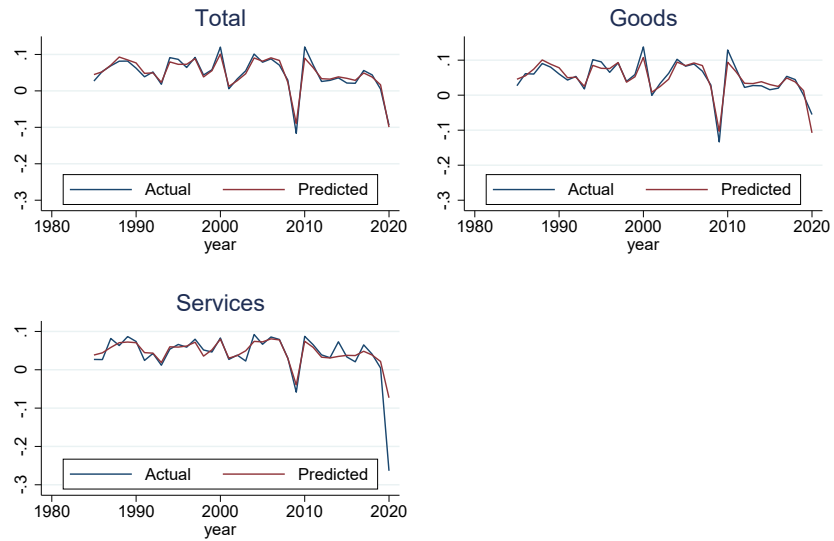 Total
.1
0
-.1
-.2
-.3
Actual Predicted
1980 1990 2000 2010 2020
year
Goods
.1
0
-.1
-.2
-.3
Actual Predicted
1980 1990 2000 2010 2020
year
Services
.1
0
-.1
-.2
-.3
Actual Predicted
1980 1990 2000 2010 2020
year